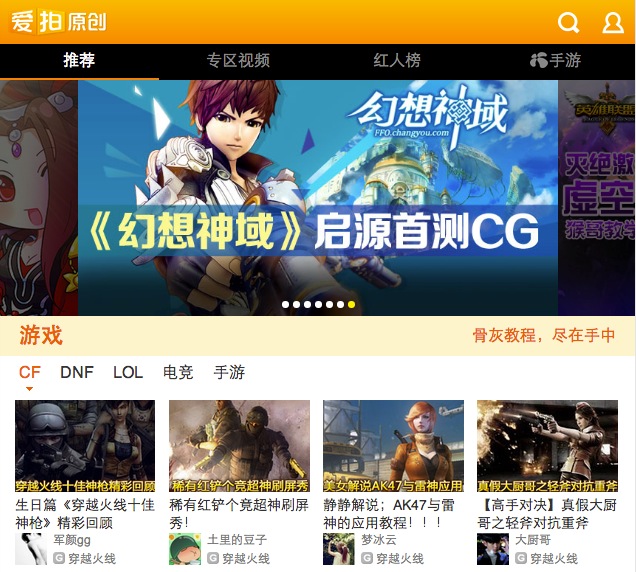 爱拍原创
推荐
专区视频
红人榜
手游
幻想神域
FFO.changyou.com
《幻想神域》启源首测CG
英雄联盟
灭绝激
虚空
猴哥教学
游戏
骨灰教程，尽在手中
CF
DNF
LOL
电竞
手游
穿越火线十佳神枪精彩回顾
稀有红铲个竞超神刷屏秀
美女解说AK47与雷神应用
真假大厨哥之轻斧对抗重斧
生日篇《穿越火线十佳
神枪》精彩回顾
稀有红铲个竞超神刷屏
秀！
静静解说；AK47与雷
神的应用教程！！！
【高手对决】真假大厨
哥之轻斧对抗重斧
军颜gg
G 穿越火线
土里的豆子
G 穿越火线
梦冰云
G 穿越火线
大厨哥
G 穿越火线